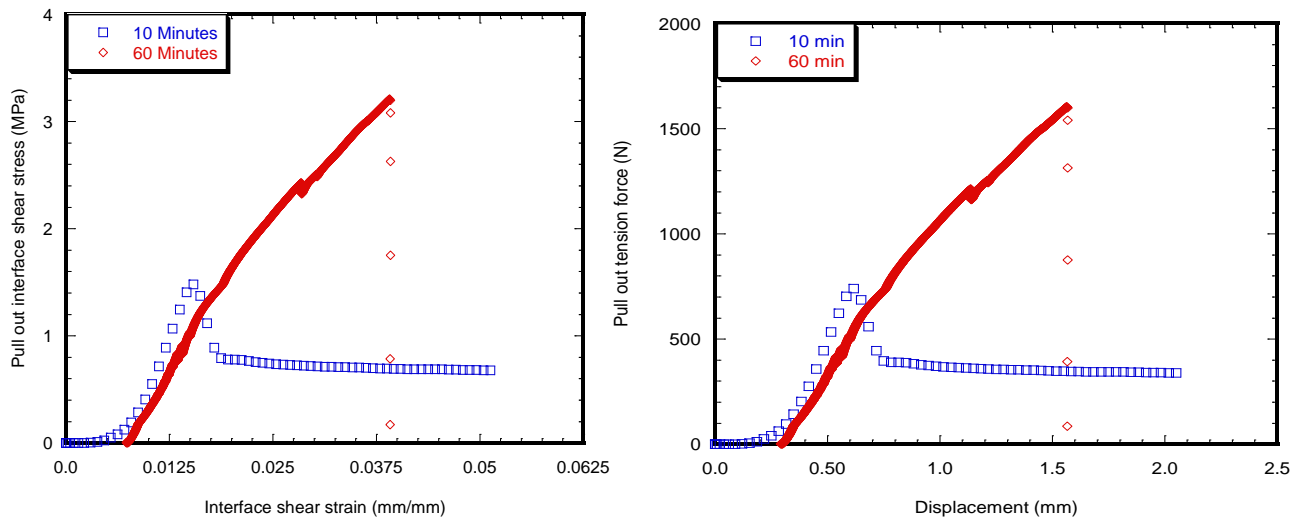 4
3
2
1
0
Pull out interface shear stress (MPa)
10 Minutes
60 Minutes
0.0
0.0125
0.025
0.0375
0.05
0.0625
Interface shear strain (mm/mm)
2000
1500
1000
500
0
Pull out tension force (N)
10 min
60 min
0.0
0.50
1.0
1.5
2.0
2.5
Displacement (mm)